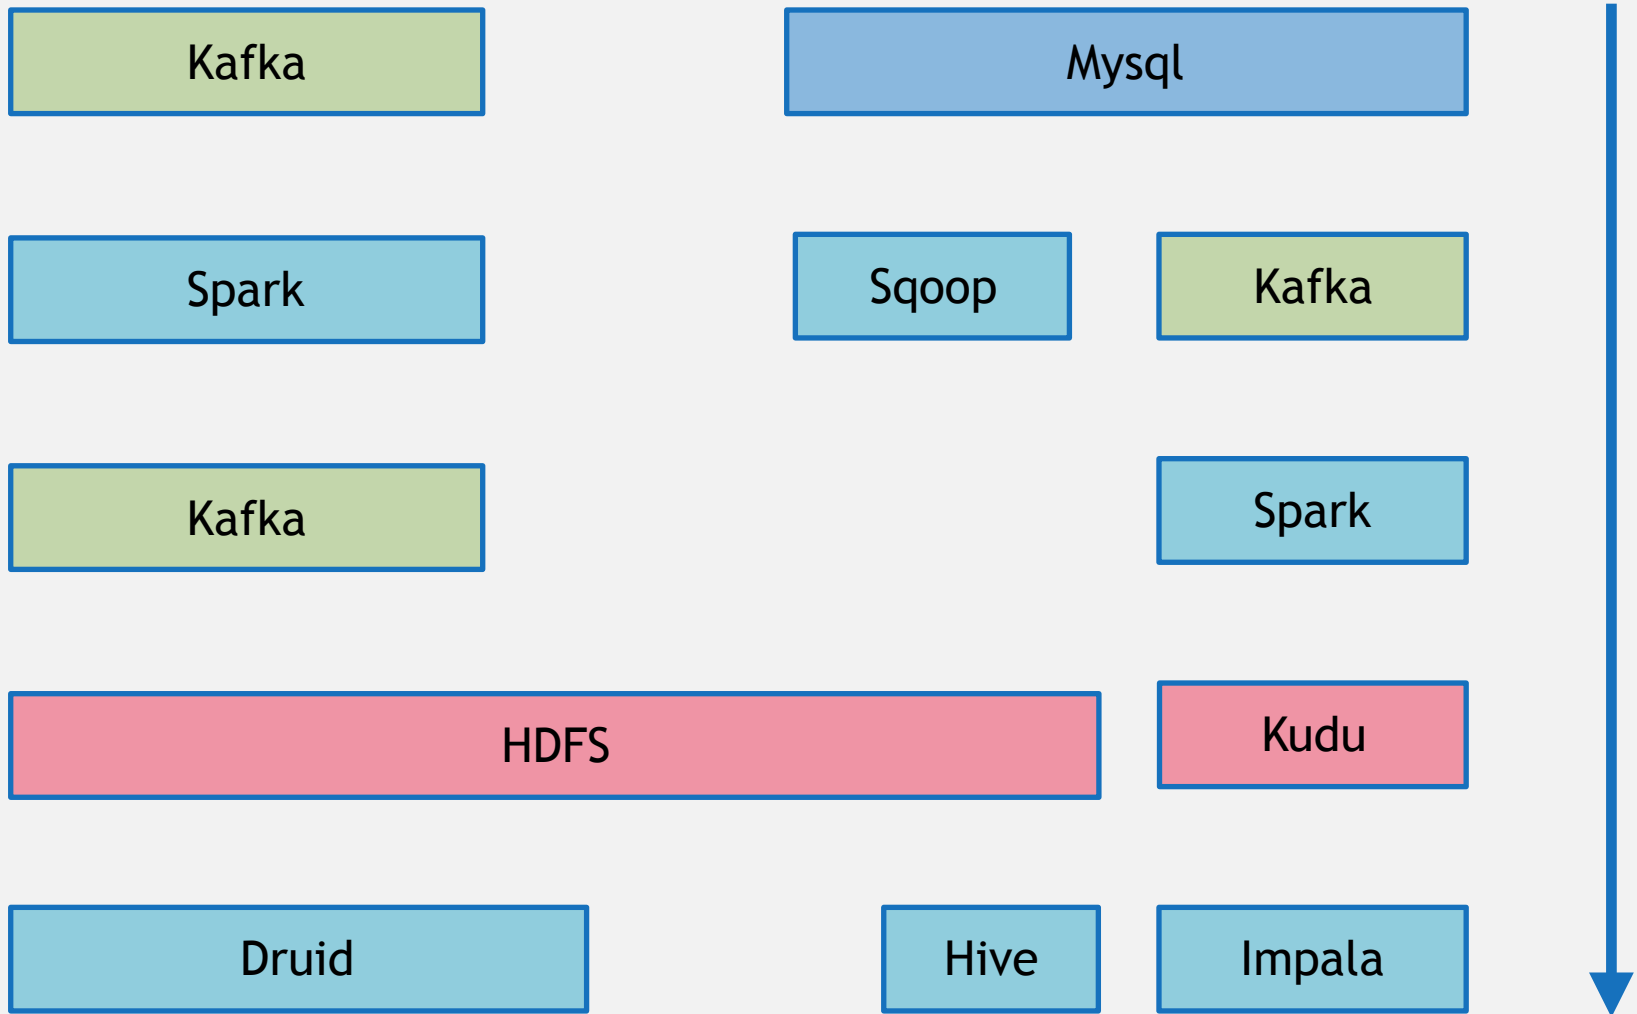 Kafka
Mysql
Spark
Sqoop
Kafka
Kafka
Spark
HDFS
Kudu
Druid
Hive
Impala